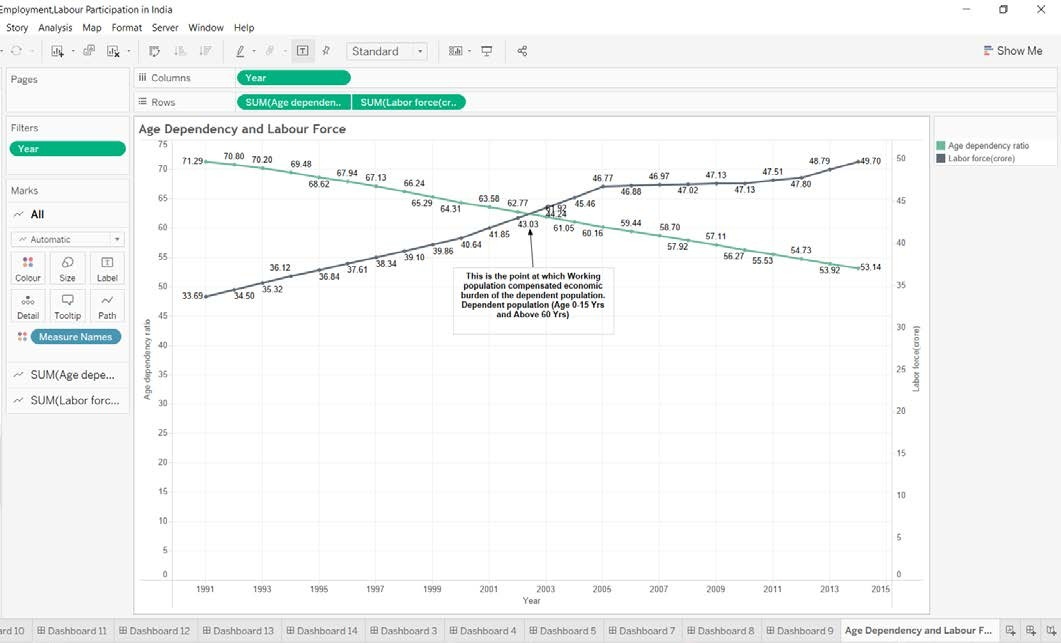 Employment,Labour Participation in India
Story Analysis Map Format Server Window Help
Standard
Show Me
Pages
Columns
Year
Rows
SUM(Age dependen..
SUM(Labor force(cr..
Filters
Year
Marks
All
Automatic
Colour
Size
Label
Detail
Tooltip
Path
Measure Names
SUM(Age depe...
SUM(Labor forc...
Age Dependency and Labour Force
75
70
65
60
55
50
45
40
35
30
25
20
15
10
5
0
Age dependency ratio
71.29
70.80
70.20
69.48
68.62
67.94
67.13
66.24
65.29
64.31
63.58
62.77
61.92
61.05
60.16
59.44
58.70
57.92
57.11
56.27
55.53
54.73
53.92
53.14
33.69
34.50
35.32
36.12
36.84
37.61
38.34
39.10
39.86
40.64
41.85
43.03
44.24
45.46
46.77
46.88
46.97
47.02
47.13
47.13
47.51
47.80
48.79
49.70
This is the point at which Working
population compensated economic
burden of the dependent population.
Dependent population (Age 0-15 Yrs
and Above 60 Yrs)
50
45
40
35
30
25
20
15
10
5
0
Labor force(crore)
1991 1993 1995 1997 1999 2001 2003 2005 2007 2009 2011 2013 2015
Year
Age dependency ratio
Labor force(crore)
ard 10
Dashboard 11
Dashboard 12
Dashboard 13
Dashboard 14
Dashboard 3
Dashboard 4
Dashboard 5
Dashboard 7
Dashboard 8
Dashboard 9
Age Dependency and Labour F...